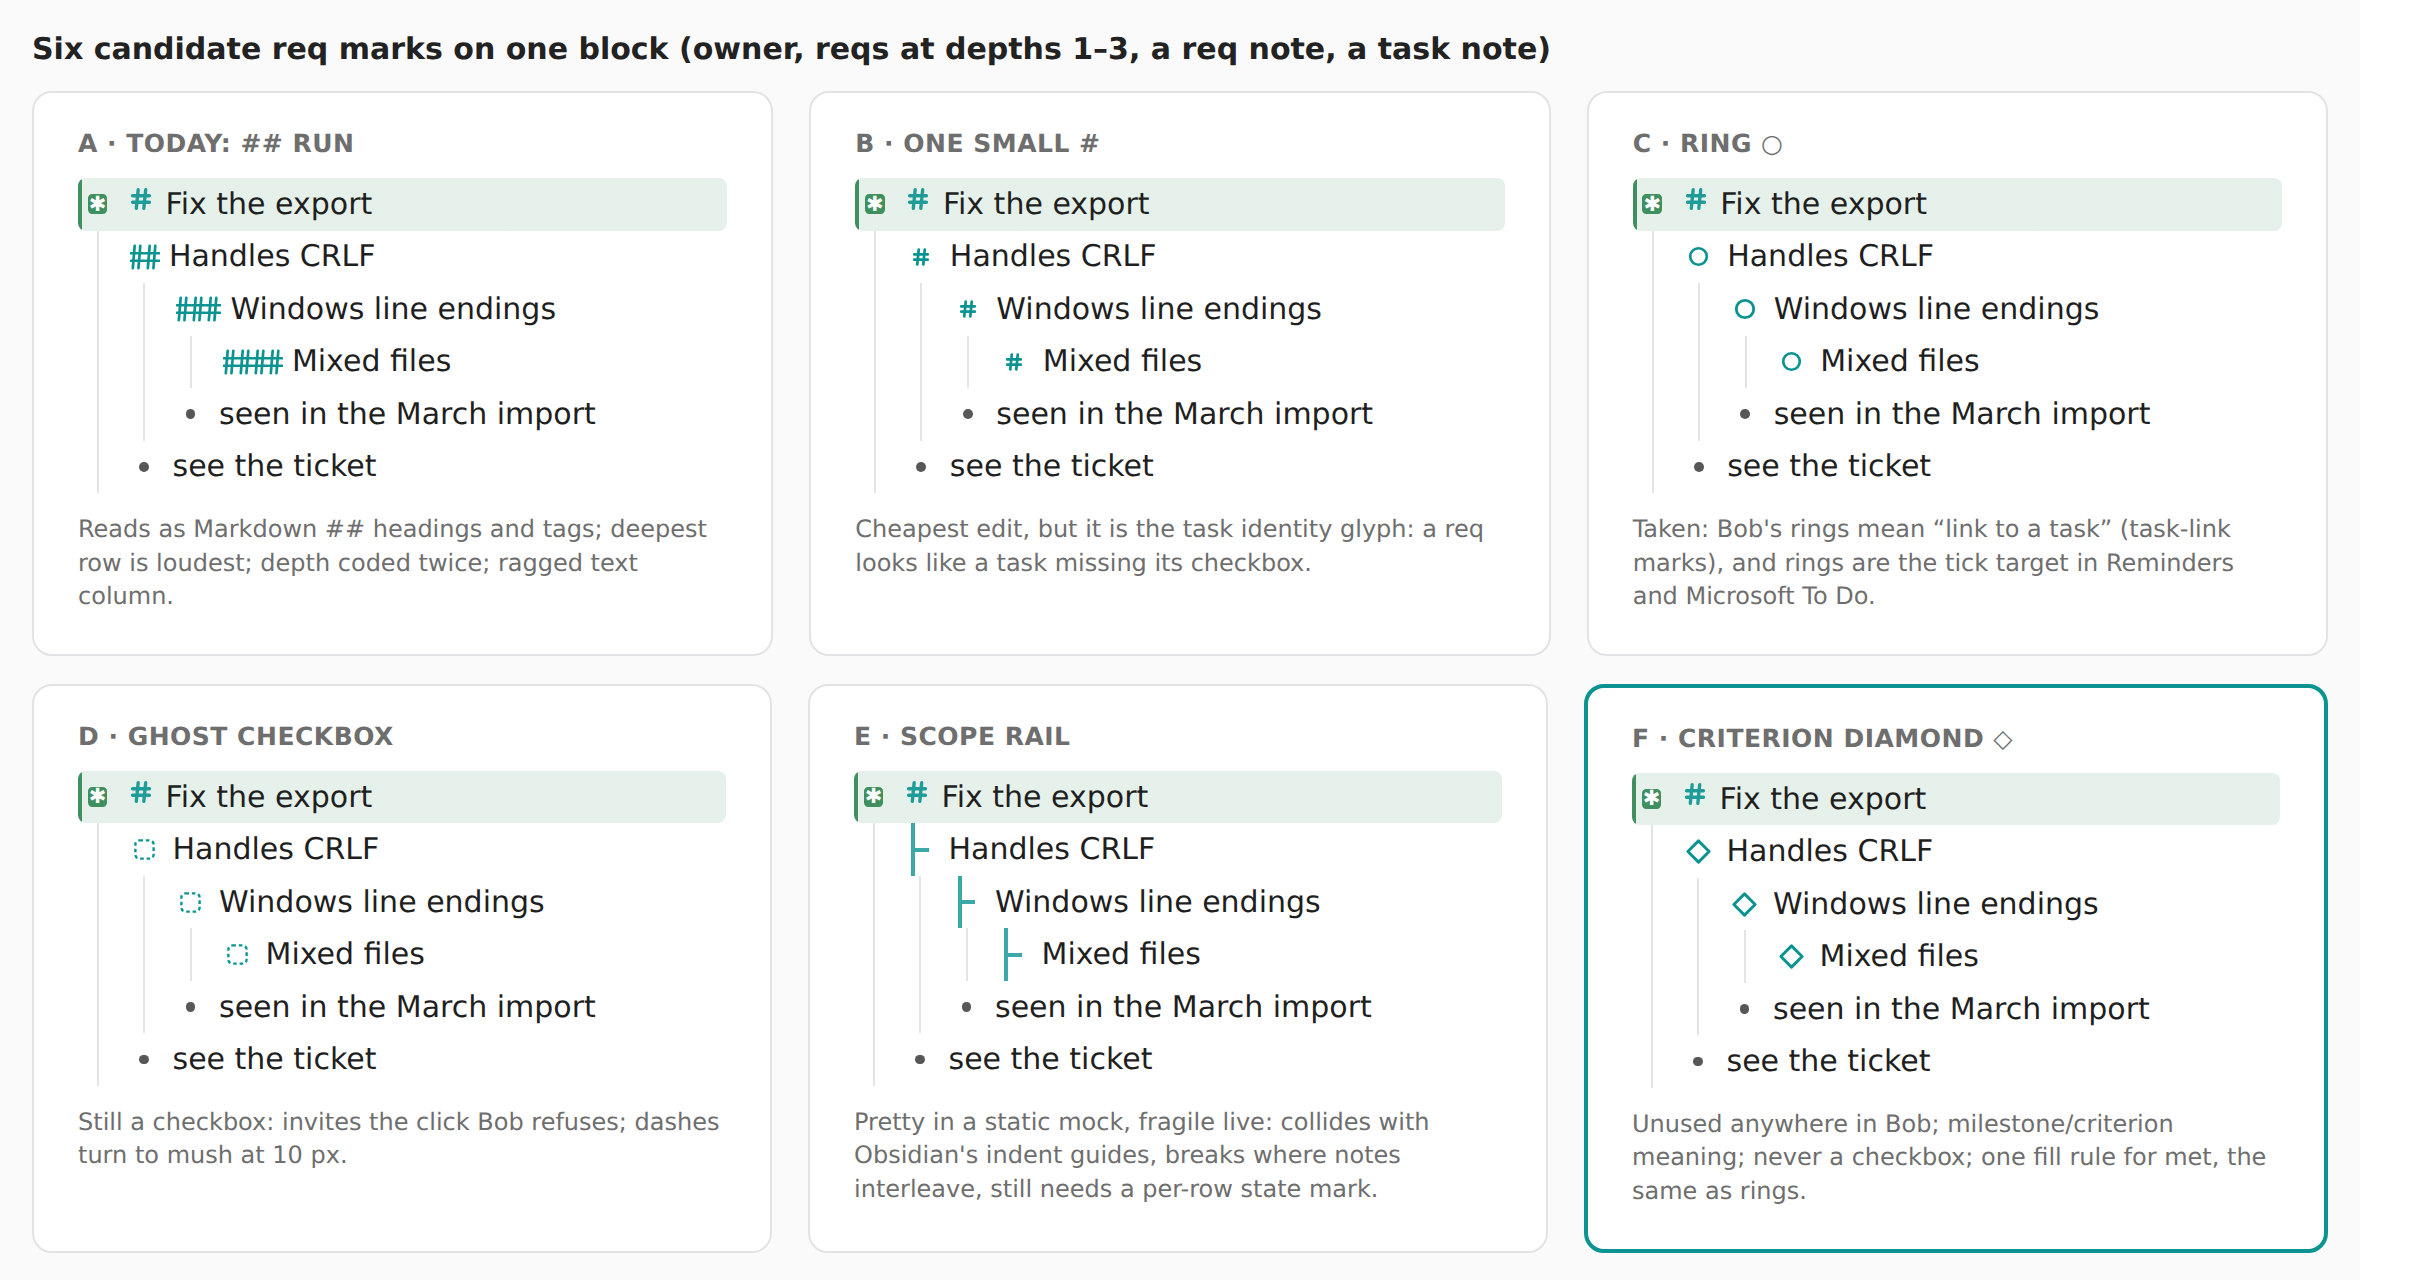 Six candidate req marks on one block (owner, reqs at depths 1–3, a req note, a task note)
A · TODAY: ## RUN
✱ # Fix the export
## Handles CRLF
### Windows line endings
#### Mixed files
• seen in the March import
• see the ticket
Reads as Markdown ## headings and tags; deepest
row is loudest; depth coded twice; ragged text
column.
B · ONE SMALL #
✱ # Fix the export
# Handles CRLF
# Windows line endings
# Mixed files
• seen in the March import
• see the ticket
Cheapest edit, but it is the task identity glyph: a req
looks like a task missing its checkbox.
C · RING ○
✱ # Fix the export
○ Handles CRLF
○ Windows line endings
○ Mixed files
• seen in the March import
• see the ticket
Taken: Bob's rings mean “link to a task” (task-link
marks), and rings are the tick target in Reminders
and Microsoft To Do.
D · GHOST CHECKBOX
✱ # Fix the export
Handles CRLF
Windows line endings
Mixed files
• seen in the March import
• see the ticket
Still a checkbox: invites the click Bob refuses; dashes
turn to mush at 10 px.
E · SCOPE RAIL
✱ # Fix the export
Handles CRLF
Windows line endings
Mixed files
• seen in the March import
• see the ticket
Pretty in a static mock, fragile live: collides with
Obsidian's indent guides, breaks where notes
interleave, still needs a per-row state mark.
F · CRITERION DIAMOND ◇
✱ # Fix the export
◇ Handles CRLF
◇ Windows line endings
◇ Mixed files
• seen in the March import
• see the ticket
Unused anywhere in Bob; milestone/criterion
meaning; never a checkbox; one fill rule for met, the
same as rings.